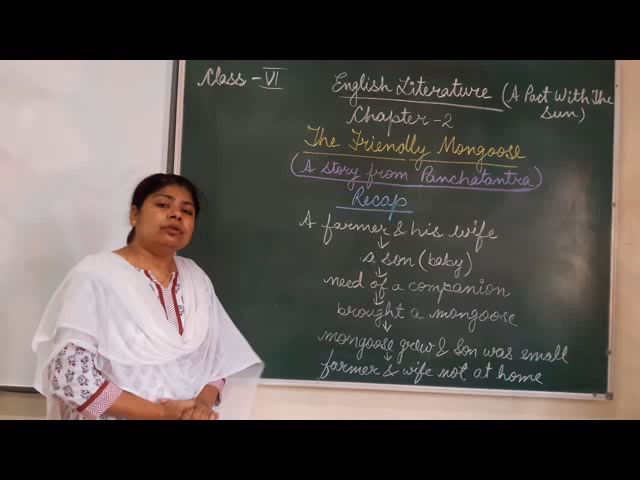 Class - VI
English Literature (A Pact With The Sun)
Chapter - 2
The Friendly Mongoose
(A Story from Panchatantra)
Recap
A farmer & his wife
↓
a son (baby)
↓
need of a companion
↓
brought a mongoose
↓
mongoose grew & son was small
↓
farmer & wife not at home